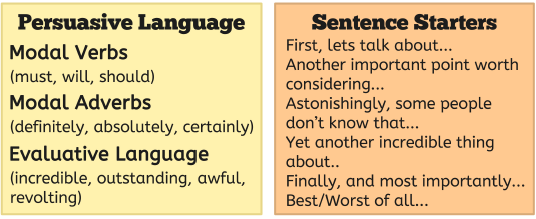 Persuasive Language
Modal Verbs
(must, will, should)
Modal Adverbs
(definitely, absolutely, certainly)
Evaluative Language
(incredible, outstanding, awful,
revolting)
Sentence Starters
First, lets talk about...
Another important point worth
considering...
Astonishingly, some people
don't know that...
Yet another incredible thing
about..
Finally, and most importantly...
Best/Worst of all...